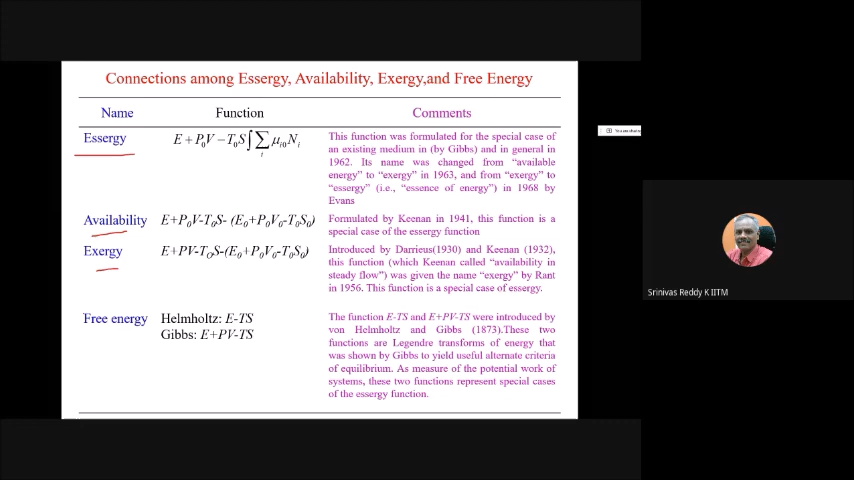 Connections among Essergy, Availability, Exergy,and Free Energy
Name Function Comments
Essergy E + P₀V − T₀S∫∑ᵢ μᵢ₀Nᵢ
This function was formulated for the special case of
an existing medium in (by Gibbs) and in general in
1962. Its name was changed from “available
energy” to “exergy” in 1963, and from “exergy” to
“essergy” (i.e., “essence of energy”) in 1968 by
Evans
Availability E+P₀V-T₀S- (E₀+P₀V₀-T₀S₀)
Formulated by Keenan in 1941, this function is a
special case of the essergy function
Exergy E+PV-T₀S-(E₀+P₀V₀-T₀S₀)
Introduced by Darrieus(1930) and Keenan (1932),
this function (which Keenan called “availability in
steady flow”) was given the name “exergy” by Rant
in 1956. This function is a special case of essergy.
Free energy Helmholtz: E-TS
Gibbs: E+PV-TS
The function E-TS and E+PV-TS were introduced by
von Helmholtz and Gibbs (1873).These two
functions are Legendre transforms of energy that
was shown by Gibbs to yield useful alternate criteria
of equilibrium. As measure of the potential work of
systems, these two functions represent special cases
of the essergy function.
Srinivas Reddy K IITM